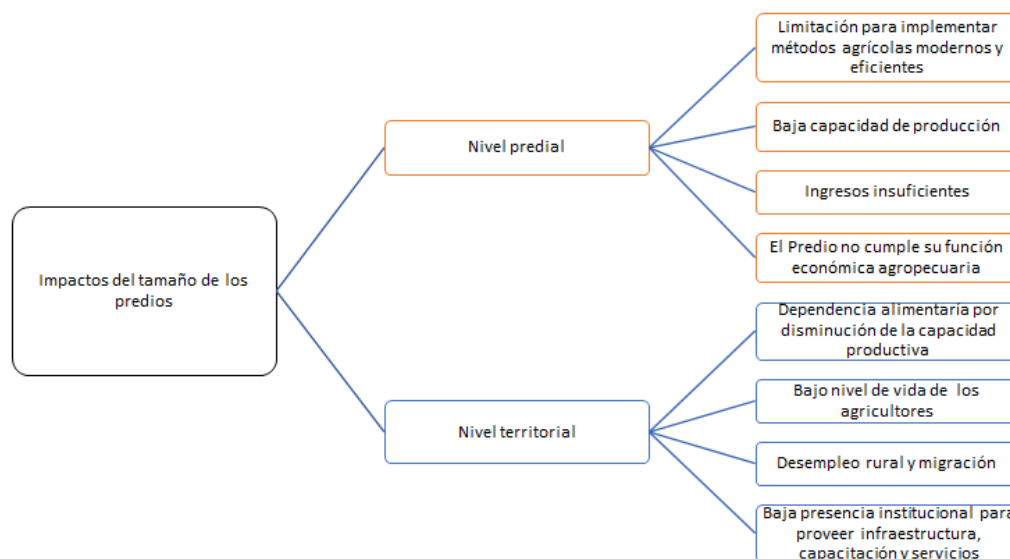 Impactos del tamaño de los
predios
Nivel predial
Limitación para implementar
métodos agrícolas modernos y
eficientes
Baja capacidad de producción
Ingresos insuficientes
El Predio no cumple su función
económica agropecuaria
Nivel territorial
Dependencia alimentaría por
disminución de la capacidad
productiva
Bajo nivel de vida de los
agricultores
Desempleo rural y migración
Baja presencia institucional para
proveer infraestructura,
capacitación y servicios